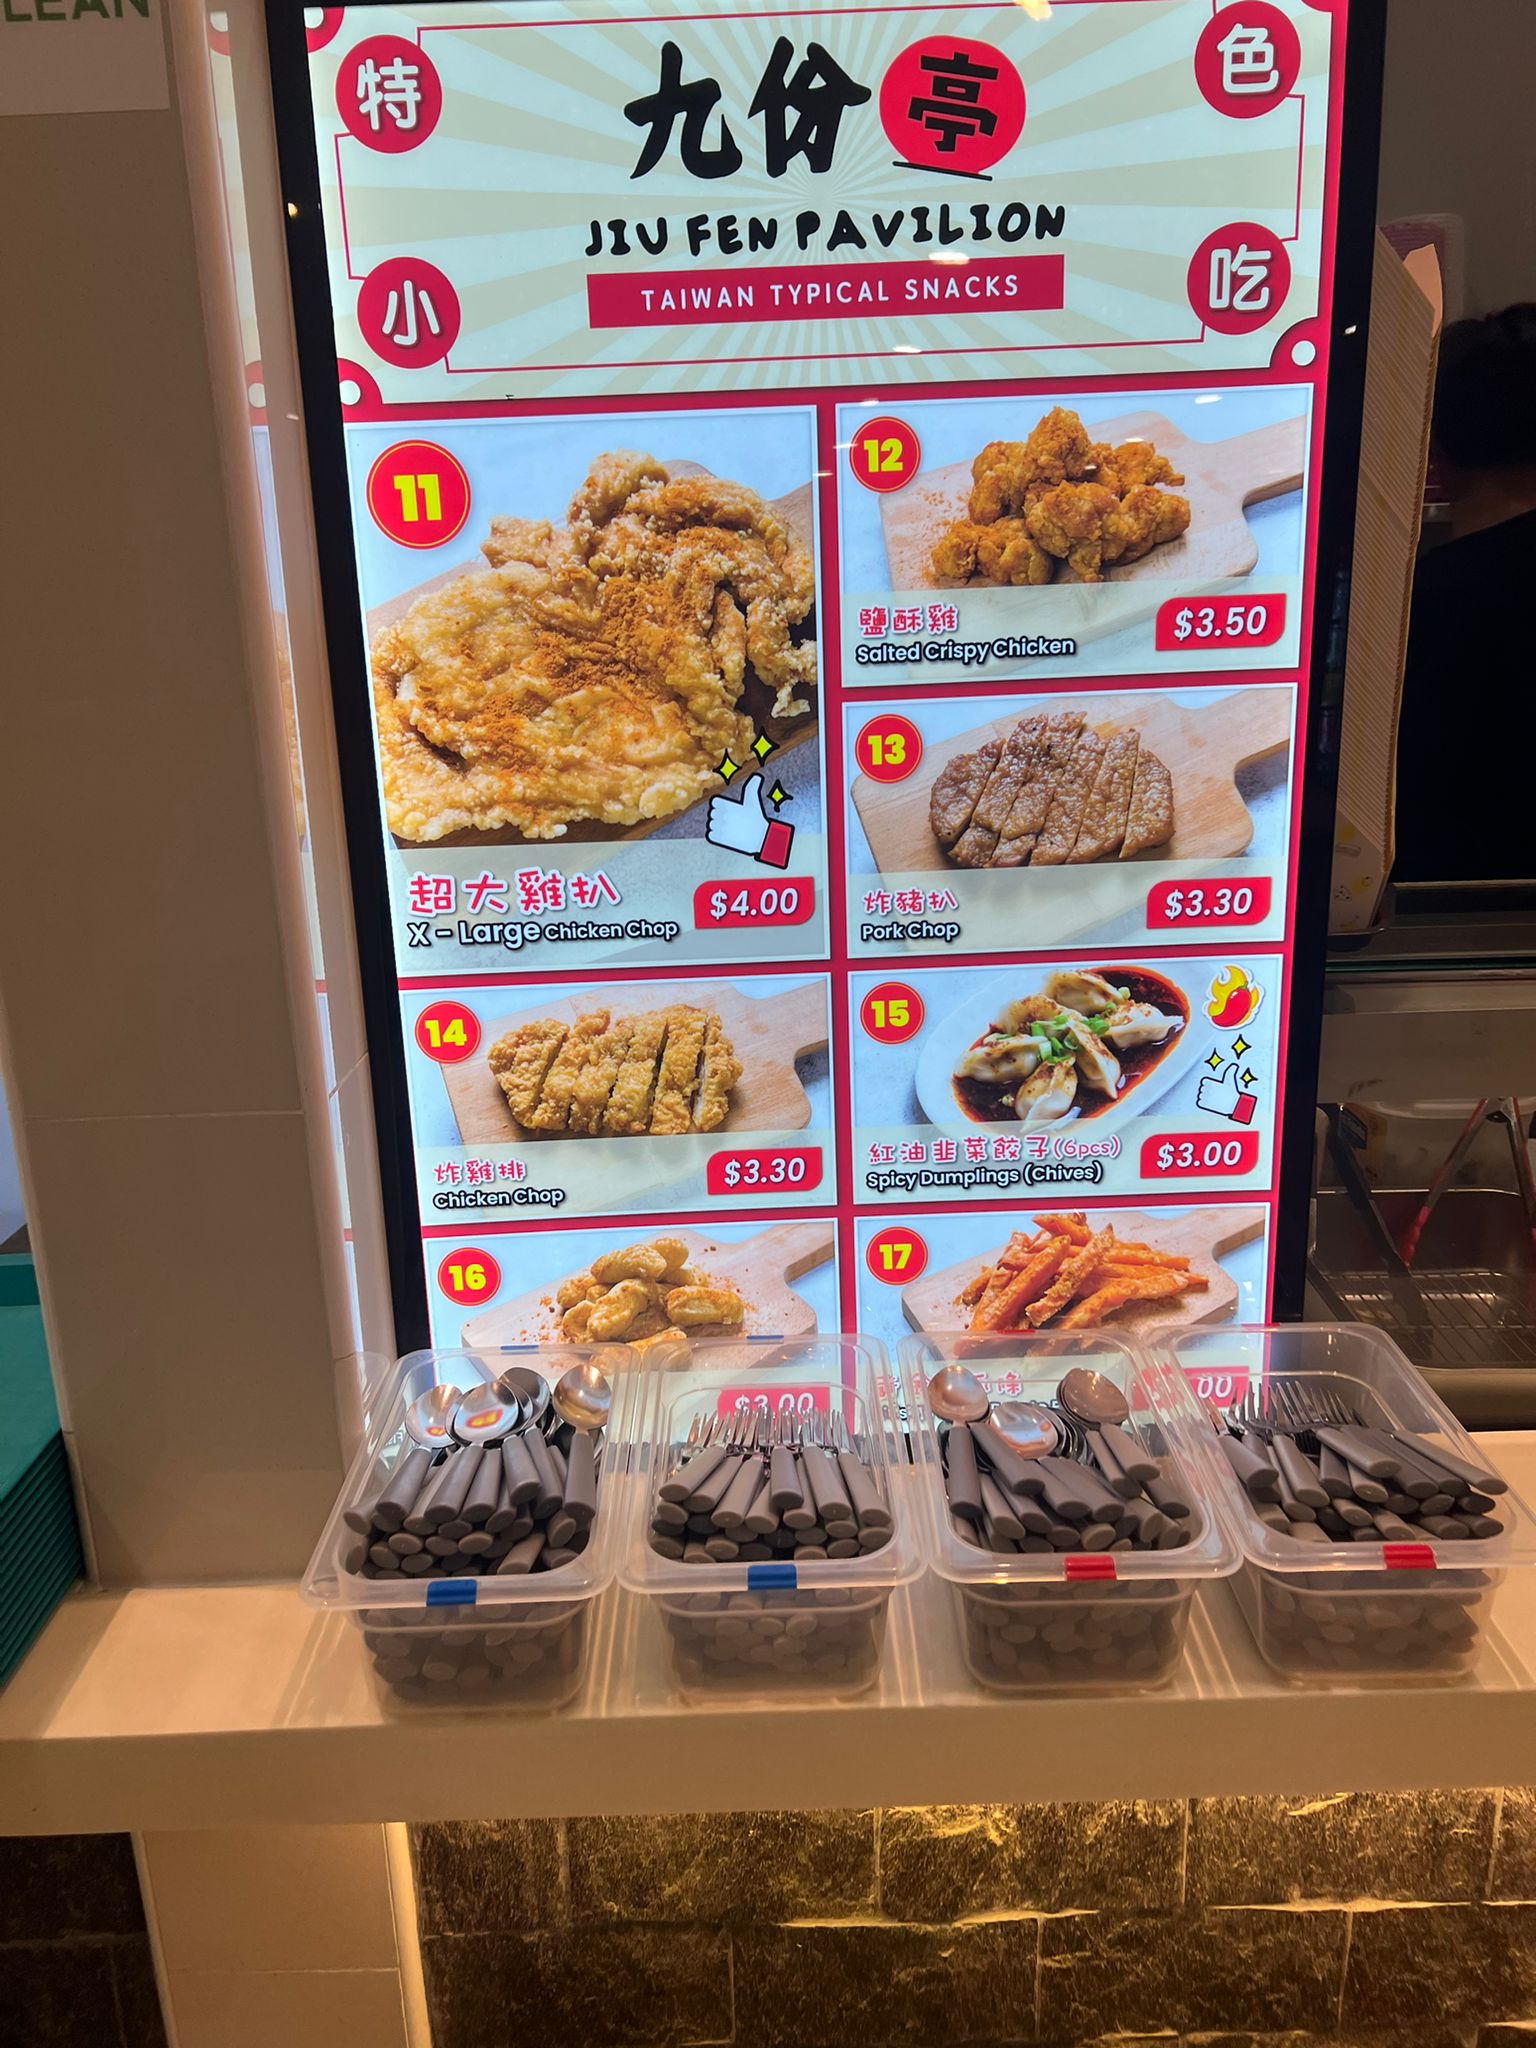 LEAN
特
色
九份亭
JIU FEN PAVILION
TAIWAN TYPICAL SNACKS
小
吃
11
超大雞扒
X - Large Chicken Chop
$4.00
12
鹽酥雞
Salted Crispy Chicken
$3.50
13
炸豬扒
Pork Chop
$3.30
14
炸雞排
Chicken Chop
$3.30
15
紅油韭菜餃子(6pcs)
Spicy Dumplings (Chives)
$3.00
16
$3.00
17
00